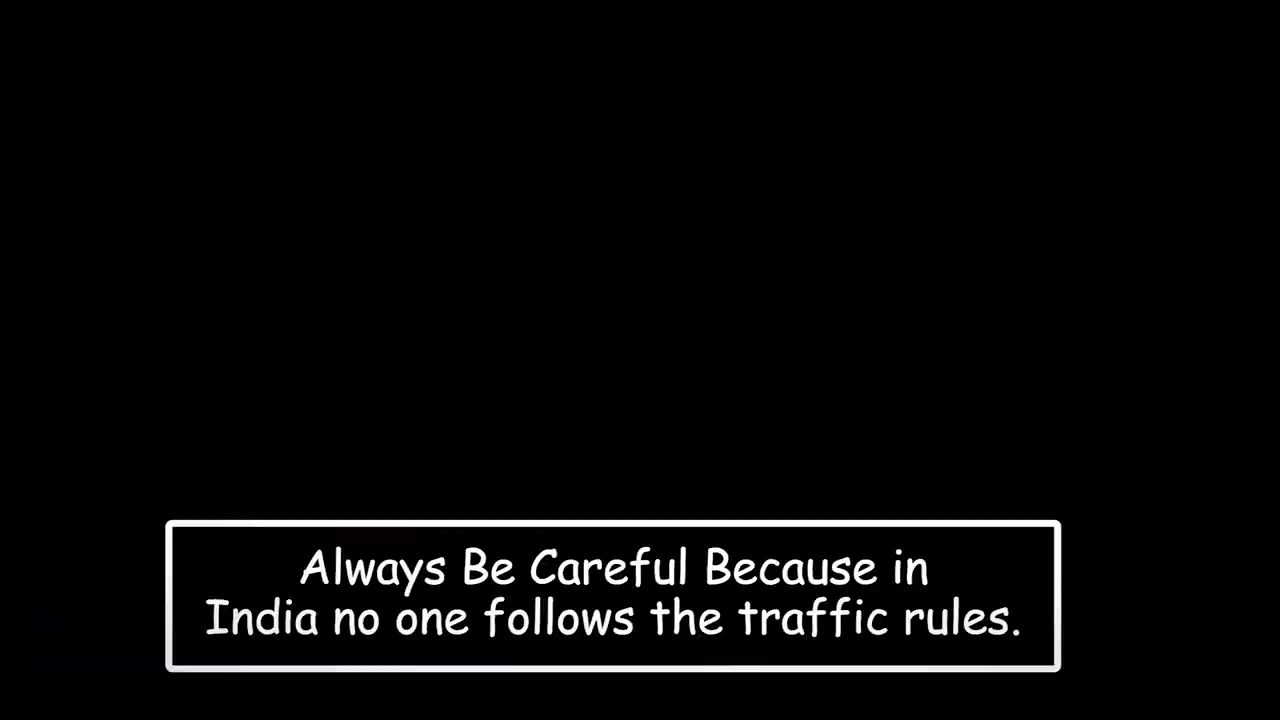 Always Be Careful Because in
India no one follows the traffic rules.